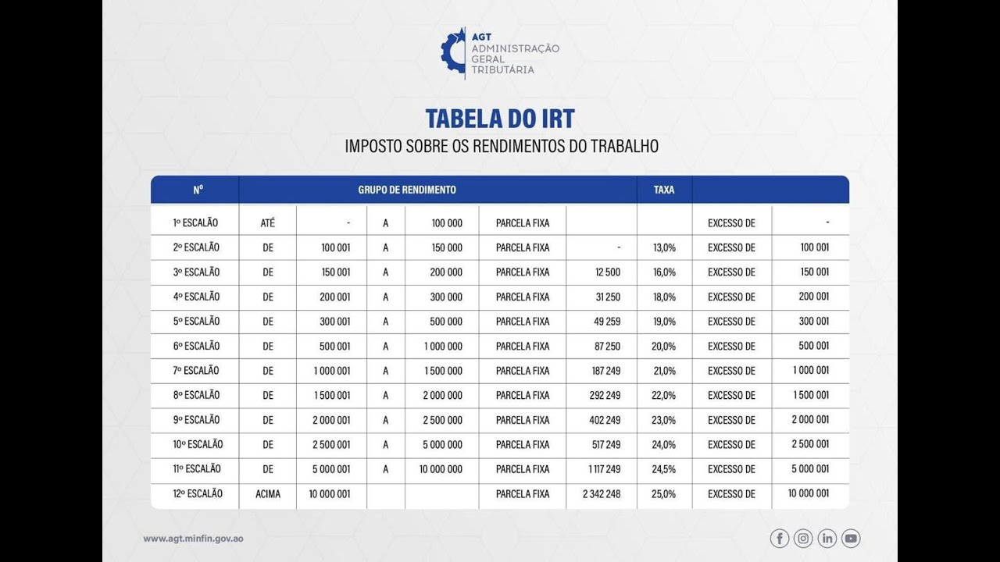 AGT
ADMINISTRAÇÃO
GERAL
TRIBUTÁRIA
TABELA DO IRT
IMPOSTO SOBRE OS RENDIMENTOS DO TRABALHO
Nº GRUPO DE RENDIMENTO TAXA
1º ESCALÃO ATÉ - A 100 000 PARCELA FIXA EXCESSO DE -
2º ESCALÃO DE 100 001 A 150 000 PARCELA FIXA - 13,0% EXCESSO DE 100 001
3º ESCALÃO DE 150 001 A 200 000 PARCELA FIXA 12 500 16,0% EXCESSO DE 150 001
4º ESCALÃO DE 200 001 A 300 000 PARCELA FIXA 31 250 18,0% EXCESSO DE 200 001
5º ESCALÃO DE 300 001 A 500 000 PARCELA FIXA 49 259 19,0% EXCESSO DE 300 001
6º ESCALÃO DE 500 001 A 1 000 000 PARCELA FIXA 87 250 20,0% EXCESSO DE 500 001
7º ESCALÃO DE 1 000 001 A 1 500 000 PARCELA FIXA 187 249 21,0% EXCESSO DE 1 000 001
8º ESCALÃO DE 1 500 001 A 2 000 000 PARCELA FIXA 292 249 22,0% EXCESSO DE 1 500 001
9º ESCALÃO DE 2 000 001 A 2 500 000 PARCELA FIXA 402 249 23,0% EXCESSO DE 2 000 001
10º ESCALÃO DE 2 500 001 A 5 000 000 PARCELA FIXA 517 249 24,0% EXCESSO DE 2 500 001
11º ESCALÃO DE 5 000 001 A 10 000 000 PARCELA FIXA 1 117 249 24,5% EXCESSO DE 5 000 001
12º ESCALÃO ACIMA 10 000 001 PARCELA FIXA 2 342 248 25,0% EXCESSO DE 10 000 001
www.agt.minfin.gov.ao